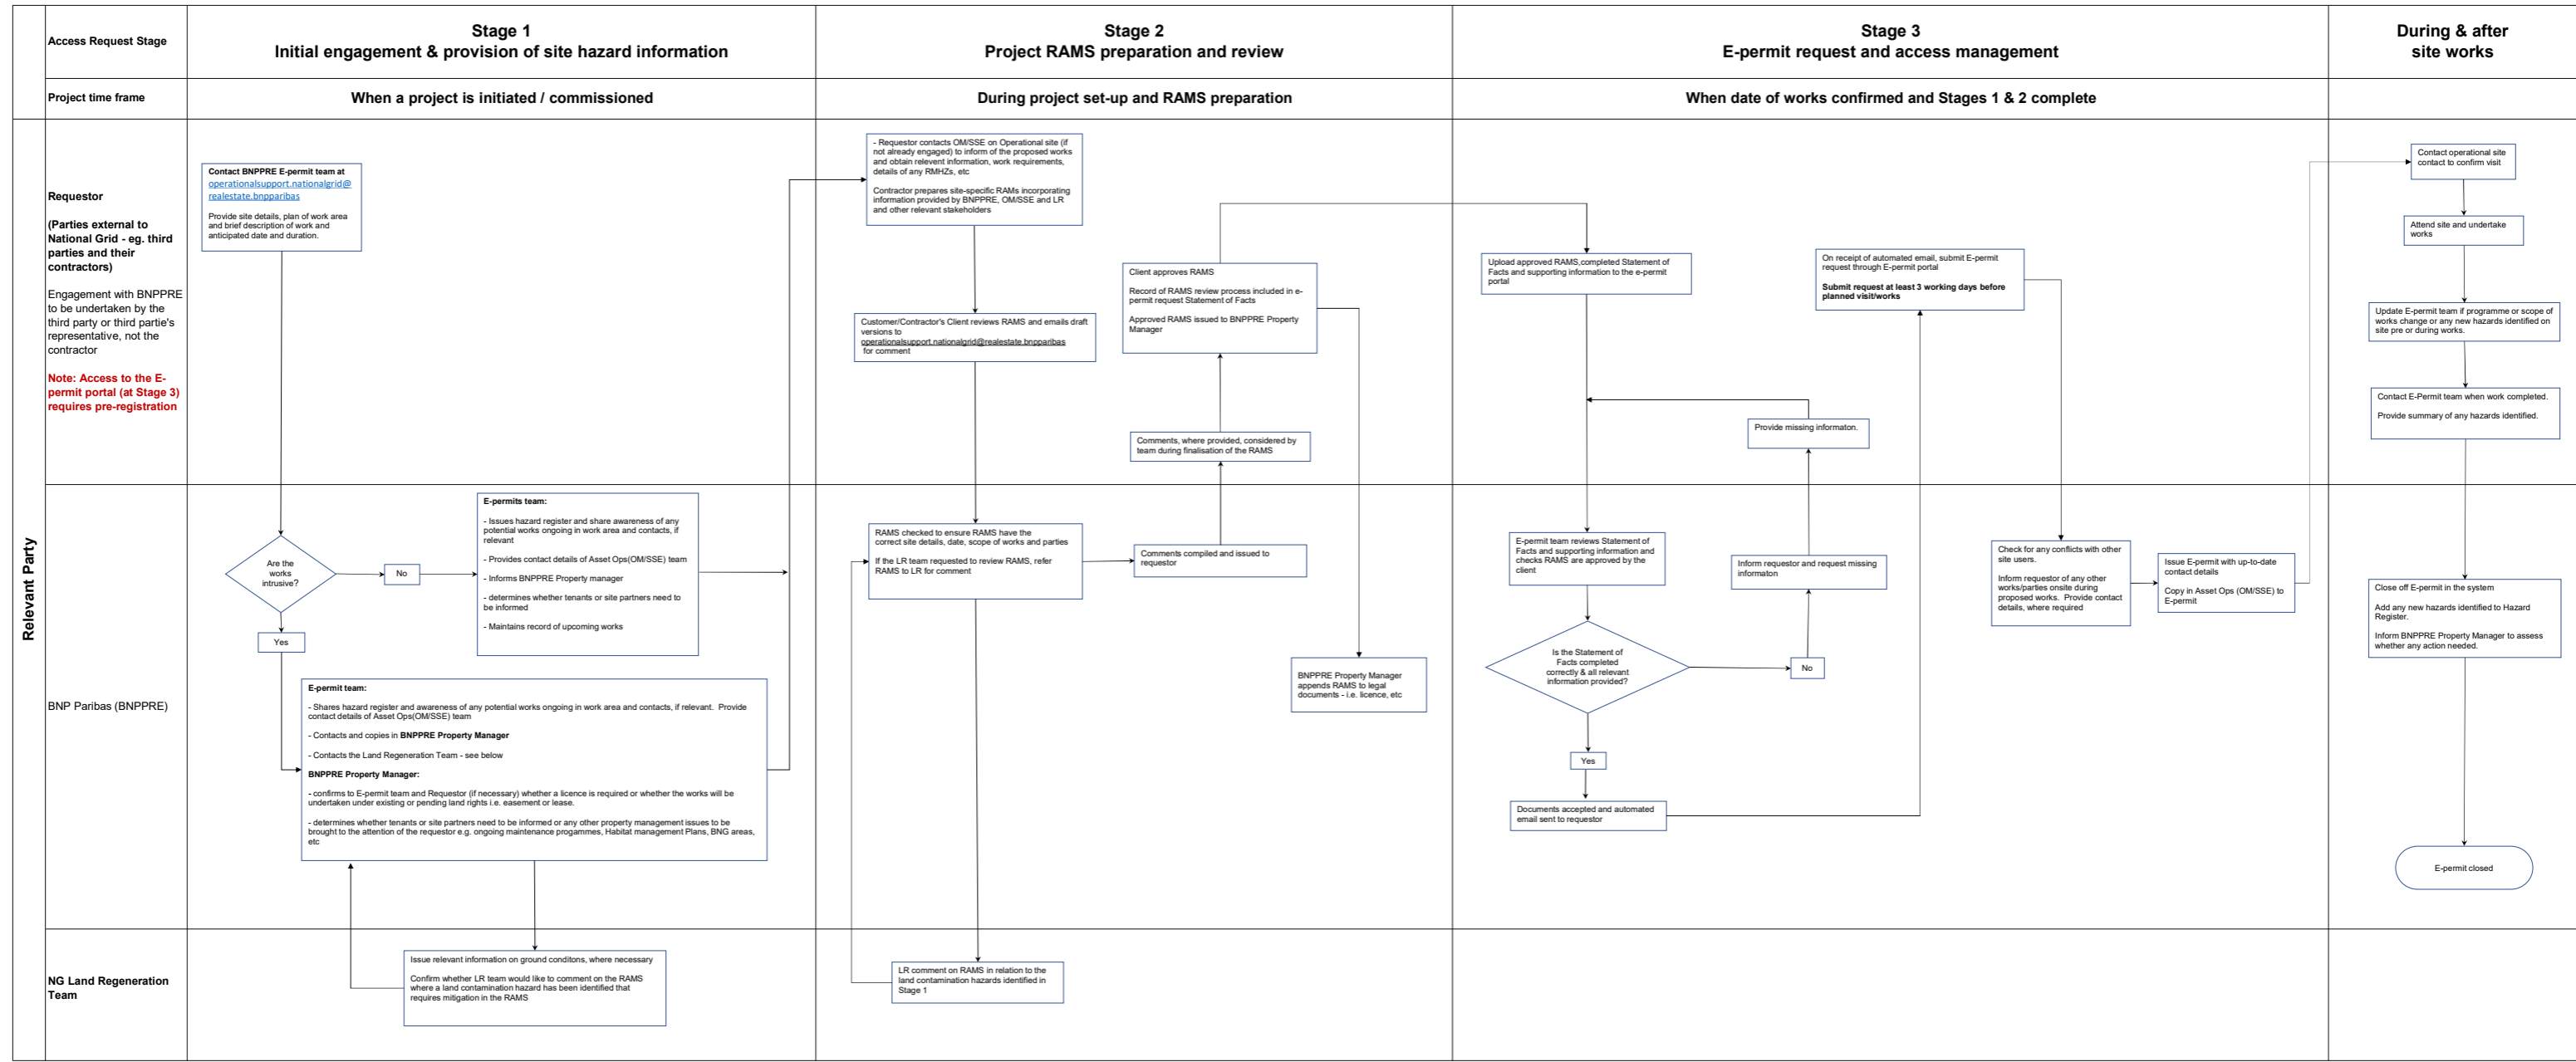 Access Request Stage
Stage 1
Initial engagement & provision of site hazard information
Stage 2
Project RAMS preparation and review
Stage 3
E-permit request and access management
During & after
site works
Project time frame
When a project is initiated / commissioned
During project set-up and RAMS preparation
When date of works confirmed and Stages 1 & 2 complete
Relevant Party
Requestor
(Parties external to
National Grid - eg. third
parties and their
contractors)
Engagement with BNPPRE
to be undertaken by the
third party or third partie's
representative, not the
contractor
Note: Access to the E-
permit portal (at Stage 3)
requires pre-registration
Contact BNPPRE E-permit team at
operationalsupport.nationalgrid@
realestate.bnpparibas
Provide site details, plan of work area
and brief description of work and
anticipated date and duration.
- Requestor contacts OM/SSE on Operational site (if
not already engaged) to inform of the proposed works
and obtain relevent information, work requirements,
details of any RMHZs, etc
Contractor prepares site-specific RAMs incorporating
information provided by BNPPRE, OM/SSE and LR
and other relevant stakeholders
Customer/Contractor's Client reviews RAMS and emails draft
versions to
operationalsupport.nationalgrid@realestate.bnpparibas
for comment
Client approves RAMS
Record of RAMS review process included in e-
permit request Statement of Facts
Approved RAMS issued to BNPPRE Property
Manager
Comments, where provided, considered by
team during finalisation of the RAMS
Upload approved RAMS,completed Statement of
Facts and supporting information to the e-permit
portal
On receipt of automated email, submit E-permit
request through E-permit portal
Submit request at least 3 working days before
planned visit/works
Provide missing informaton.
Contact operational site
contact to confirm visit
Attend site and undertake
works
Update E-permit team if programme or scope of
works change or any new hazards identified on
site pre or during works.
Contact E-Permit team when work completed.
Provide summary of any hazards identified.
BNP Paribas (BNPPRE)
Are the
works
intrusive?
No
Yes
E-permits team:
- Issues hazard register and share awareness of any
potential works ongoing in work area and contacts, if
relevant
- Provides contact details of Asset Ops(OM/SSE) team
- Informs BNPPRE Property manager
- determines whether tenants or site partners need to
be informed
- Maintains record of upcoming works
E-permit team:
- Shares hazard register and awareness of any potential works ongoing in work area and contacts, if relevant.  Provide
contact details of Asset Ops(OM/SSE) team
- Contacts and copies in BNPPRE Property Manager
- Contacts the Land Regeneration Team - see below
BNPPRE Property Manager:
- confirms to E-permit team and Requestor (if necessary) whether a licence is required or whether the works will be
undertaken under existing or pending land rights i.e. easement or lease.
- determines whether tenants or site partners need to be informed or any other property management issues to be
brought to the attention of the requestor e.g. ongoing maintenance progammes, Habitat management Plans, BNG areas,
etc
RAMS checked to ensure RAMS have the
correct site details, date, scope of works and parties
If the LR team requested to review RAMS, refer
RAMS to LR for comment
Comments compiled and issued to
requestor
BNPPRE Property Manager
appends RAMS to legal
documents - i.e. licence, etc
E-permit team reviews Statement of
Facts and supporting information and
checks RAMS are approved by the
client
Is the Statement of
Facts completed
correctly & all relevant
information provided?
No
Inform requestor and request missing
informaton
Yes
Documents accepted and automated
email sent to requestor
Check for any conflicts with other
site users.
Inform requestor of any other
works/parties onsite during
proposed works.  Provide contact
details, where required
Issue E-permit with up-to-date
contact details
Copy in Asset Ops (OM/SSE) to
E-permit
Close off E-permit in the system
Add any new hazards identified to Hazard
Register.
Inform BNPPRE Property Manager to assess
whether any action needed.
E-permit closed
NG Land Regeneration
Team
Issue relevant information on ground conditons, where necessary
Confirm whether LR team would like to comment on the RAMS
where a land contamination hazard has been identified that
requires mitigation in the RAMS
LR comment on RAMS in relation to the
land contamination hazards identified in
Stage 1